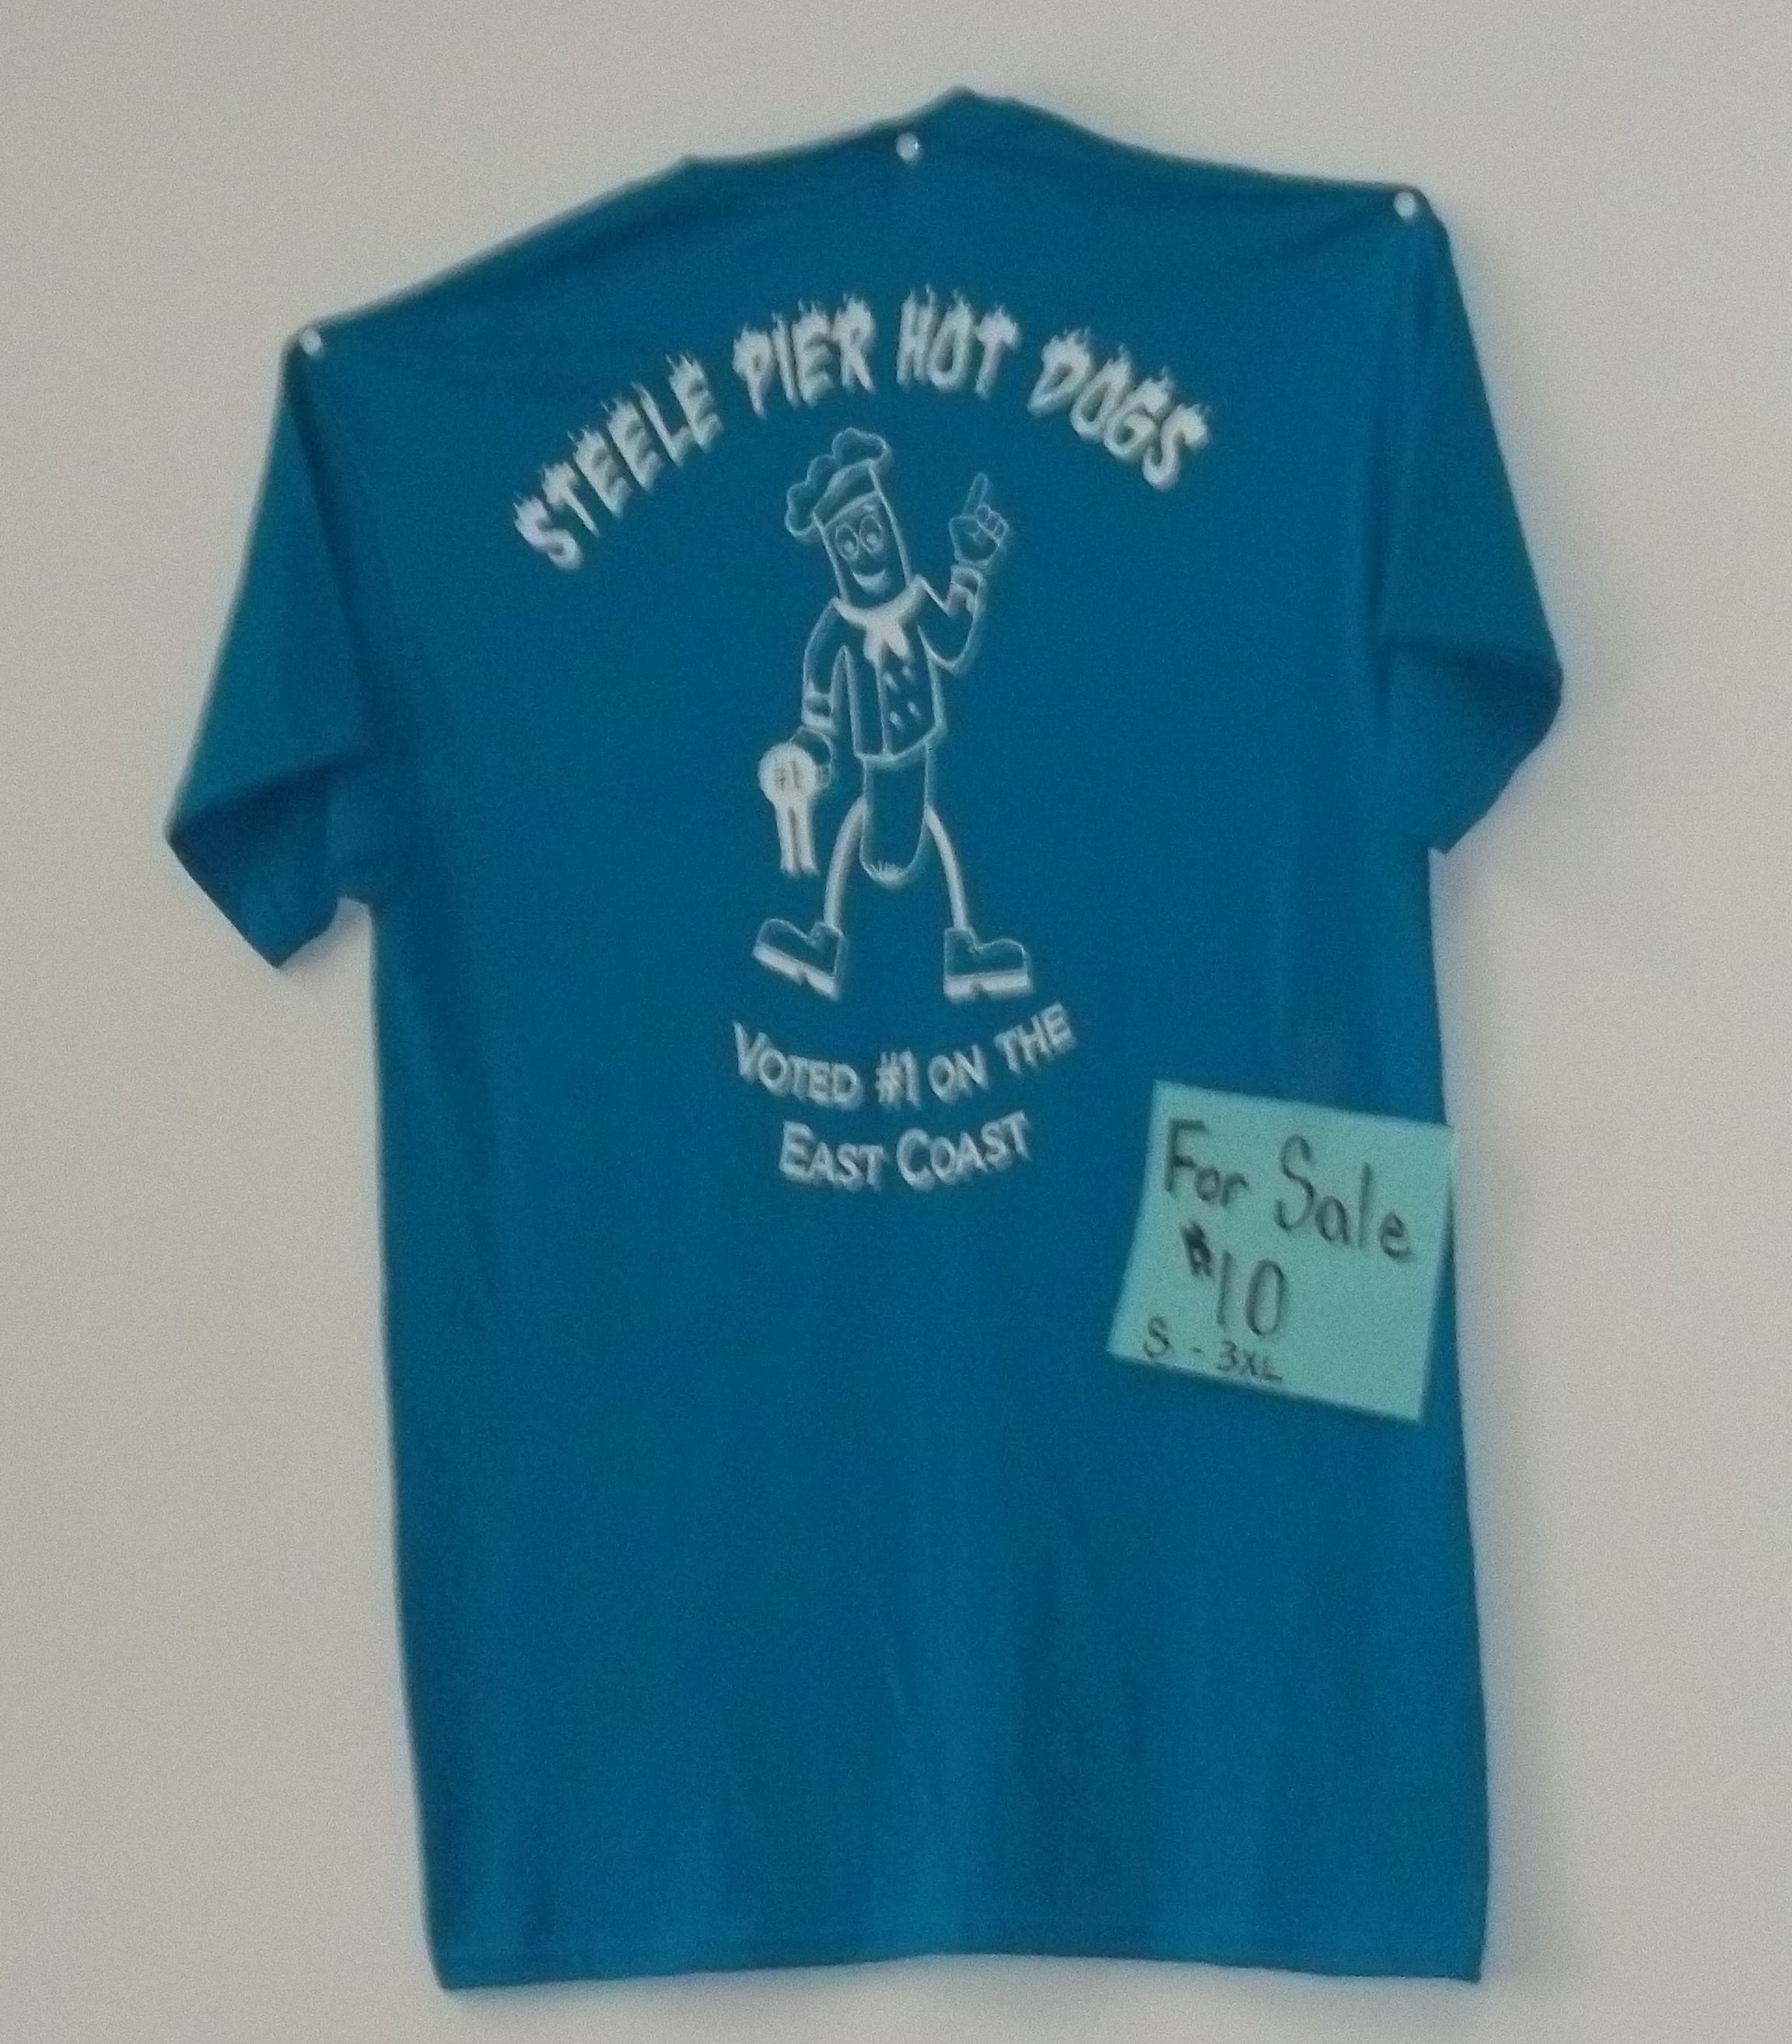 STEELE PIER HOT DOGS
#1
VOTED #1 ON THE
EAST COAST
For Sale
$10
S - 3XL